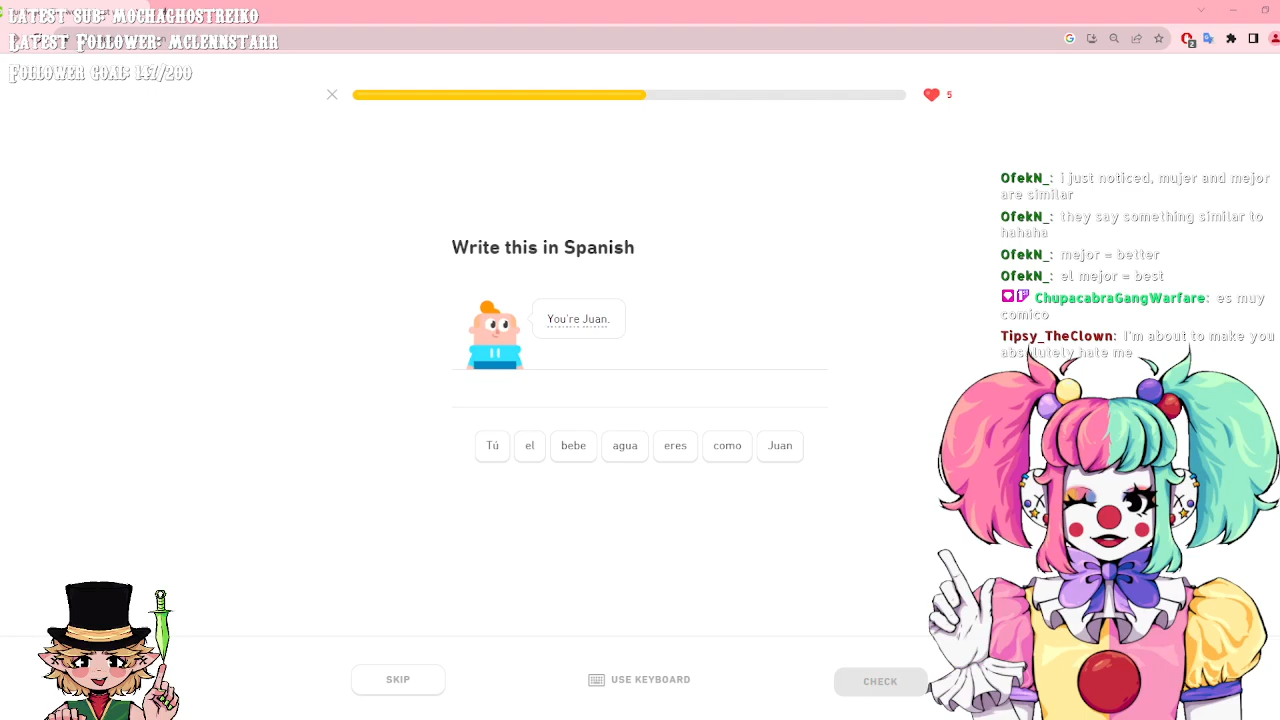 LATEST SUB: MOCHAGHOSTREIKO
LATEST FOLLOWER: MCLENNSTARR
FOLLOWER GOAL: 147/200
5
Write this in Spanish
You're Juan.
Tú el bebe agua eres como Juan
SKIP
USE KEYBOARD
CHECK
OfekN_: i just noticed, mujer and mejor
are similar
OfekN_: they say something similar to
hahaha
OfekN_: mejor = better
OfekN_: el mejor = best
ChupacabraGangWarfare: es muy
comico
Tipsy_TheClown: I'm about to make you
absolutely hate me